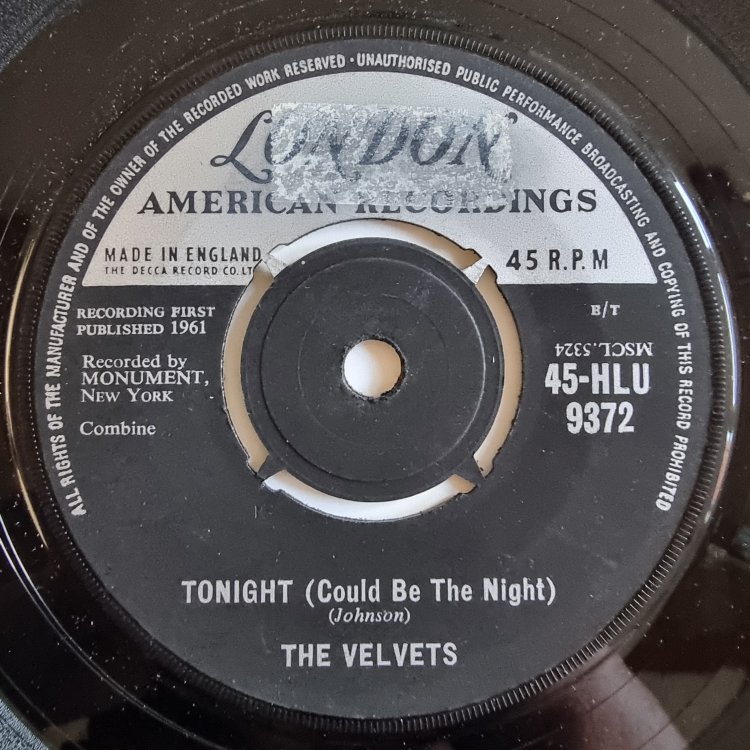 ALL RIGHTS OF THE MANUFACTURER AND OF THE OWNER OF THE RECORDED WORK RESERVED · UNAUTHORISED PUBLIC PERFORMANCE BROADCASTING AND COPYING OF THIS RECORD PROHIBITED
LONDON
AMERICAN RECORDINGS
MADE IN ENGLAND
THE DECCA RECORD CO. LTD
45 R.P.M
RECORDING FIRST
PUBLISHED 1961
Recorded by
MONUMENT,
NEW YORK
Combine
B/T
MSCL.5324
45-HLU
9372
TONIGHT (Could Be The Night)
(Johnson)
THE VELVETS